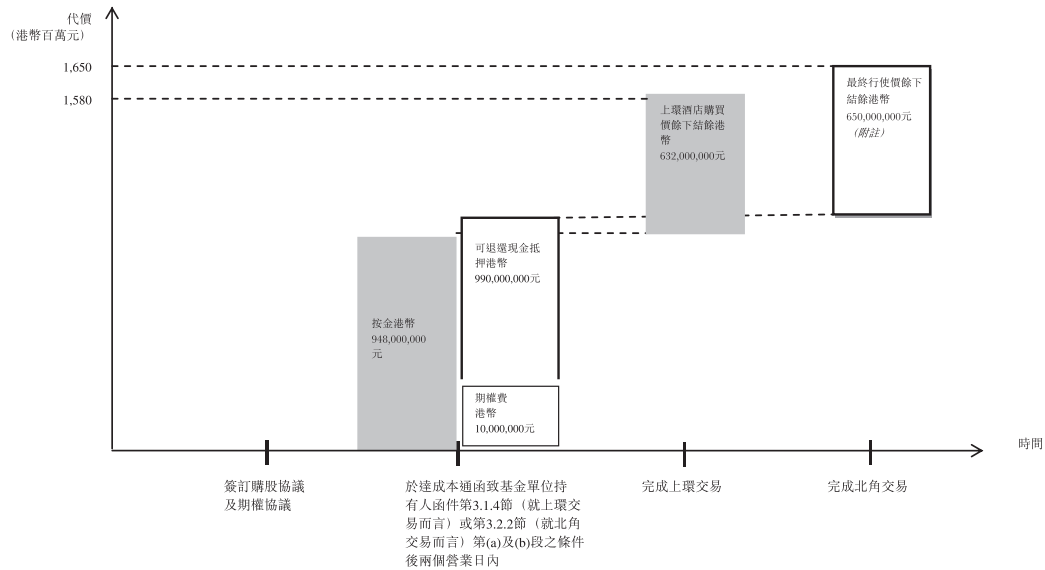 代價
（港幣百萬元）
1,650
1,580
最終行使價餘下
結餘港幣
650,000,000元
（附註）
上環酒店購買
價餘下結餘港
幣
632,000,000元
可退還現金抵
押港幣
990,000,000元
按金港幣
948,000,000
元
期權費
港幣
10,000,000元
時間
簽訂購股協議
及期權協議
於達成本通函致基金單位持
有人函件第3.1.4節（就上環交
易而言）或第3.2.2節（就北角
交易而言）第(a)及(b)段之條件
後兩個營業日內
完成上環交易
完成北角交易